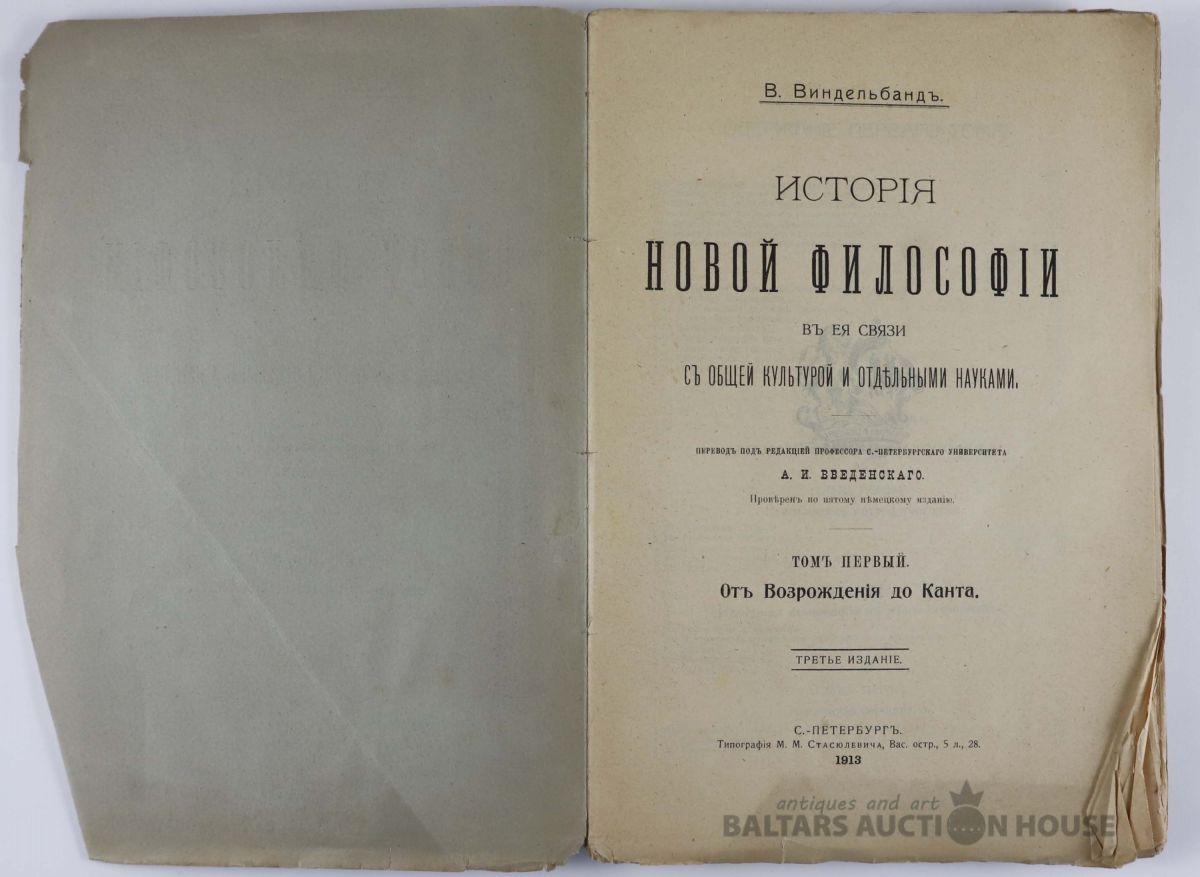 В. Виндельбандъ.
ИСТОРІЯ
НОВОЙ ФИЛОСОФІИ
ВЪ ЕЯ СВЯЗИ
СЪ ОБЩЕЙ КУЛЬТУРОЙ И ОТДѢЛЬНЫМИ НАУКАМИ.
ПЕРЕВОДЪ ПОДЪ РЕДАКЦІЕЙ ПРОФЕССОРА С.-ПЕТЕРБУРГСКАГО УНИВЕРСИТЕТА
А. И. ВВЕДЕНСКАГО.
Провѣренъ по пятому нѣмецкому изданію.
ТОМЪ ПЕРВЫЙ.
Отъ Возрожденія до Канта.
ТРЕТЬЕ ИЗДАНІЕ.
С.-ПЕТЕРБУРГЪ.
Типографія М. М. Стасюлевича, Вас. остр., 5 л., 28.
1913
antiques and art
BALTARS AUCTION HOUSE